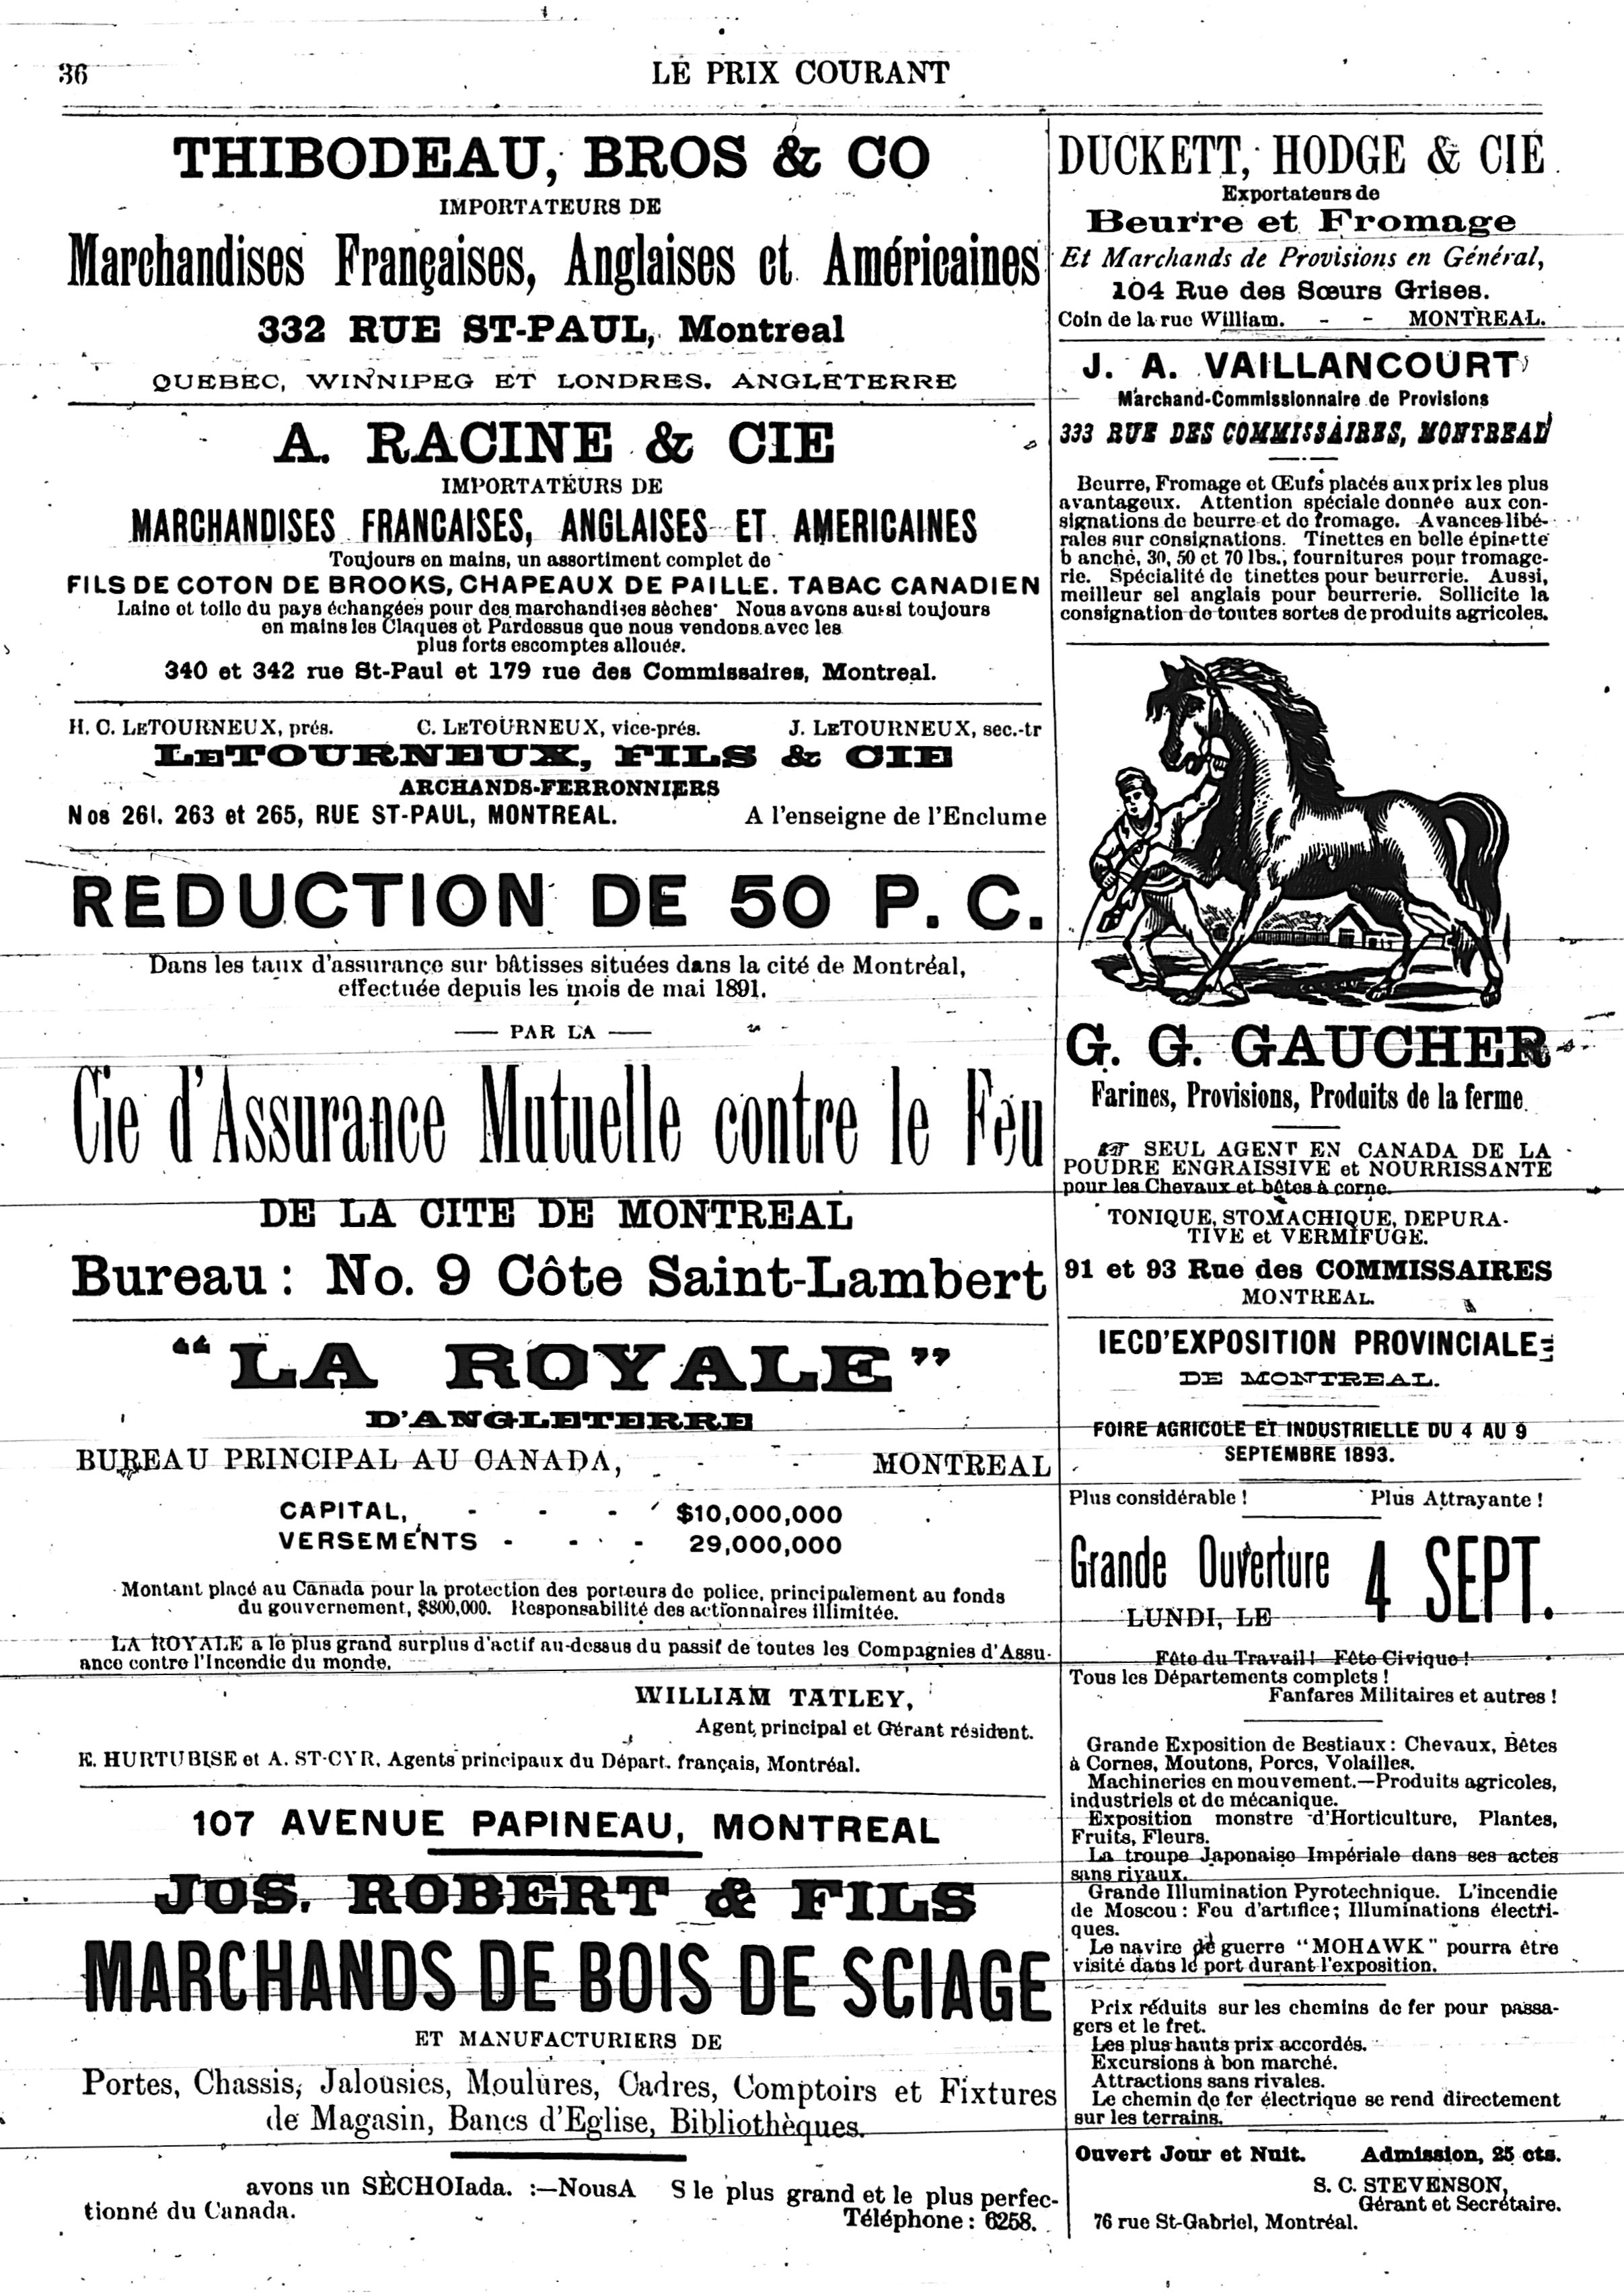 36
LE PRIX COURANT
THIBODEAU, BROS & CO
IMPORTATEURS DE
Marchandises Françaises, Anglaises et Américaines
332 RUE ST-PAUL, Montreal
QUEBEC, WINNIPEG ET LONDRES, ANGLETERRE
A. RACINE & CIE
IMPORTATEURS DE
MARCHANDISES FRANCAISES, ANGLAISES ET AMERICAINES
Toujours en mains, un assortiment complet de
FILS DE COTON DE BROOKS, CHAPEAUX DE PAILLE. TABAC CANADIEN
Laine et toile du pays échangées pour des marchandises sèches Nous avons aussi toujours
en mains les Claques et Pardessus que nous vendons avec les
plus forts escomptes alloués.
340 et 342 rue St-Paul et 179 rue des Commissaires, Montreal.
H. C. LETOURNEUX, prés. C. LETOURNEUX, vice-prés. J. LETOURNEUX, sec.-tr
LETOURNEUX, FILS & CIE
ARCHANDS-FERRONNIERS
Nos 261. 263 et 265, RUE ST-PAUL, MONTREAL. A l'enseigne de l'Enclume
REDUCTION DE 50 P. C.
Dans les taux d'assurance sur bâtisses situées dans la cité de Montréal,
effectuée depuis les mois de mai 1891.
— PAR LA —
Cie d'Assurance Mutuelle contre le Feu
DE LA CITE DE MONTREAL
Bureau : No. 9 Côte Saint-Lambert
"LA ROYALE"
D'ANGLETERRE
BUREAU PRINCIPAL AU CANADA, - - MONTREAL
CAPITAL, - - - $10,000,000
VERSEMENTS - - - 29,000,000
Montant placé au Canada pour la protection des porteurs de police, principalement au fonds
du gouvernement, $800,000. Responsabilité des actionnaires illimitée.
LA ROYALE a le plus grand surplus d'actif au-dessus du passif de toutes les Compagnies d'Assu-
ance contre l'Incendie du monde.
WILLIAM TATLEY,
Agent principal et Gérant résident.
E. HURTUBISE et A. ST-CYR, Agents principaux du Départ. français, Montréal.
107 AVENUE PAPINEAU, MONTREAL
JOS. ROBERT & FILS
MARCHANDS DE BOIS DE SCIAGE
ET MANUFACTURIERS DE
Portes, Chassis, Jalousies, Moulures, Cadres, Comptoirs et Fixtures
de Magasin, Bancs d'Eglise, Bibliothèques.
avons un SÈCHOIada. :—NousA S le plus grand et le plus perfec-
tionné du Canada.
Téléphone : 6258.
DUCKETT, HODGE & CIE
Exportateurs de
Beurre et Fromage
Et Marchands de Provisions en Général,
104 Rue des Sœurs Grises.
Coin de la rue William. - - MONTREAL.
J. A. VAILLANCOURT
Marchand-Commissionnaire de Provisions
333 RUE DES COMMISSAIRES, MONTREAL
Beurre, Fromage et Œufs placés aux prix les plus
avantageux. Attention spéciale donnée aux con-
signations de beurre et de fromage. Avances libé-
rales sur consignations. Tinettes en belle épinette
b anche, 30, 50 et 70 lbs., fournitures pour fromage-
rie. Spécialité de tinettes pour beurrerie. Aussi,
meilleur sel anglais pour beurrerie. Sollicite la
consignation de toutes sortes de produits agricoles.
G. G. GAUCHER
Farines, Provisions, Produits de la ferme.
☞ SEUL AGENT EN CANADA DE LA
POUDRE ENGRAISSIVE et NOURRISSANTE
pour les Chevaux et bêtes à corne.
TONIQUE, STOMACHIQUE, DEPURA-
TIVE et VERMIFUGE.
91 et 93 Rue des COMMISSAIRES
MONTREAL.
IECD'EXPOSITION PROVINCIALE
DE MONTREAL.
FOIRE AGRICOLE ET INDUSTRIELLE DU 4 AU 9
SEPTEMBRE 1893.
Plus considérable ! Plus Attrayante !
Grande Ouverture 4 SEPT.
LUNDI, LE
Fête du Travail ! Fête Civique !
Tous les Départements complets !
Fanfares Militaires et autres !
Grande Exposition de Bestiaux : Chevaux, Bêtes
à Cornes, Moutons, Porcs, Volailles.
Machineries en mouvement.—Produits agricoles,
industriels et de mécanique.
Exposition monstre d'Horticulture, Plantes,
Fruits, Fleurs.
La troupe Japonaise Impériale dans ses actes
sans rivaux.
Grande Illumination Pyrotechnique. L'incendie
de Moscou : Feu d'artifice ; Illuminations électri-
ques.
Le navire de guerre "MOHAWK" pourra être
visité dans le port durant l'exposition.
Prix réduits sur les chemins de fer pour passa-
gers et le fret.
Les plus hauts prix accordés.
Excursions à bon marché.
Attractions sans rivales.
Le chemin de fer électrique se rend directement
sur les terrains.
Ouvert Jour et Nuit. Admission, 25 cts.
S. C. STEVENSON,
Gérant et Secrétaire.
76 rue St-Gabriel, Montréal.